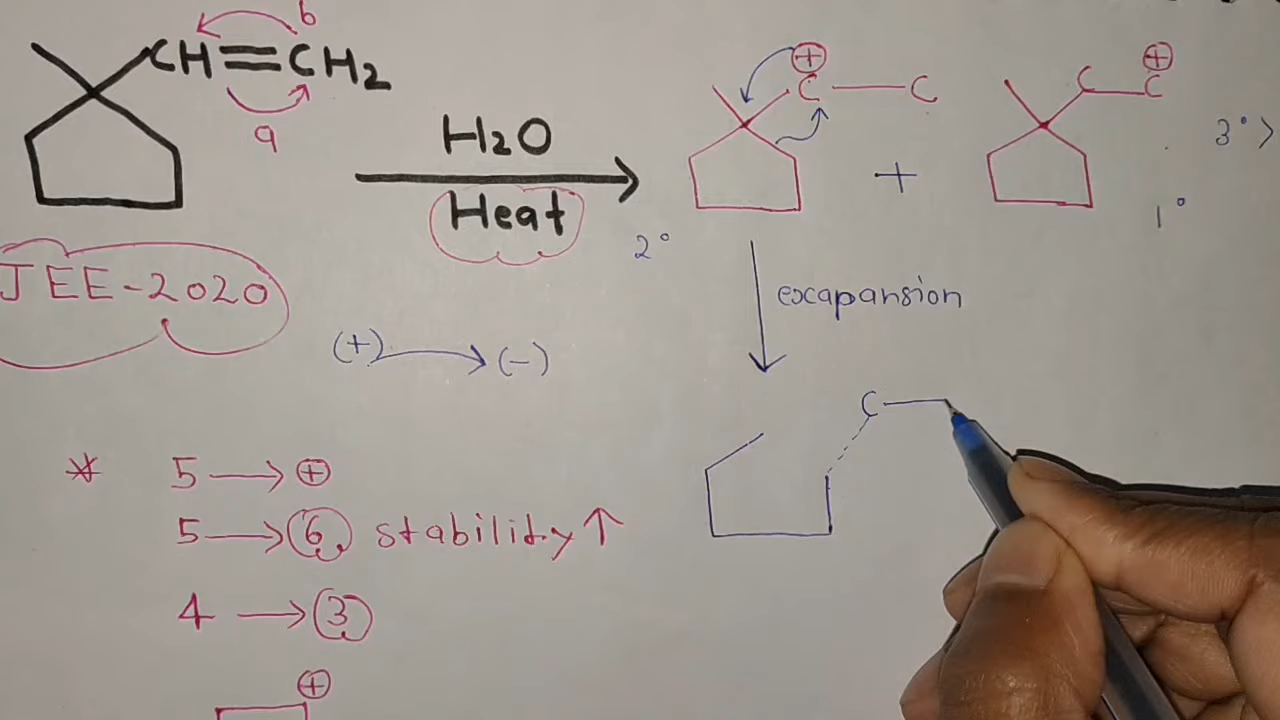 b
CH=CH2
a
H2O
Heat
⊕
C—C
+
⊕
C
C
3° >
1°
2°
JEE-2020
excapansion
(+)→(-)
C
* 5→⊕
5→6 stability↑
4→3
⊕